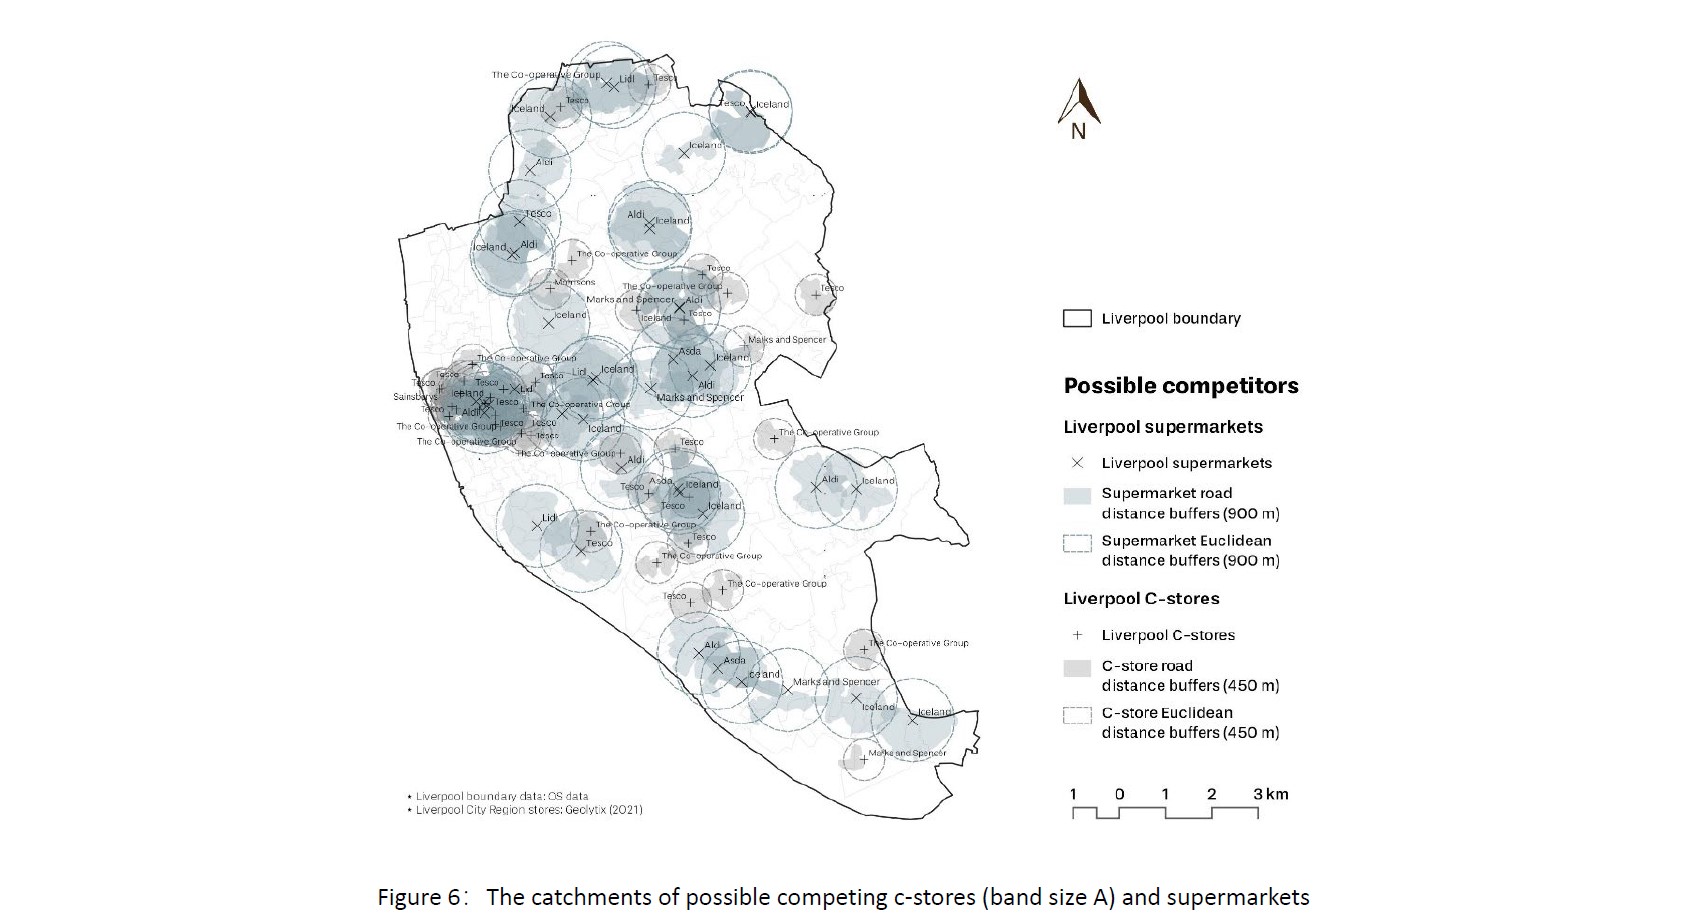 The Co-operative Group
Lidl
Tesco
Tesco
Iceland
Tesco
Iceland
Iceland
Aldi
Tesco
Aldi
Iceland
Iceland
Aldi
The Co-operative Group
Tesco
Morrisons
The Co-operative Group
Tesco
Marks and Spencer
Aldi
Iceland
Tesco
Iceland
Marks and Spencer
Asda
Iceland
The Co-operative Group
Lidl
Iceland
Tesco
Tesco
Tesco
Tesco
Aldi
Lidl
Sainsburys
Iceland
Marks and Spencer
Tesco
The Co-operative Group
Tesco
Aldi
The Co-operative Group
Tesco
Tesco
Iceland
The Co-operative Group
Tesco
The Co-operative Group
Tesco
The Co-operative Group
Aldi
Tesco
Asda
Iceland
Aldi
Iceland
Tesco
Iceland
Lidl
The Co-operative Group
Tesco
Tesco
The Co-operative Group
The Co-operative Group
Tesco
Aldi
The Co-operative Group
Asda
Iceland
Marks and Spencer
Iceland
Iceland
Marks and Spencer
N
Liverpool boundary
Possible competitors
Liverpool supermarkets
Liverpool supermarkets
Supermarket road
distance buffers (900 m)
Supermarket Euclidean
distance buffers (900 m)
Liverpool C-stores
Liverpool C-stores
C-store road
distance buffers (450 m)
C-store Euclidean
distance buffers (450 m)
1 0 1 2 3 km
* Liverpool boundary data: OS data
* Liverpool City Region stores: Geolytix (2021)
Figure 6: The catchments of possible competing c-stores (band size A) and supermarkets